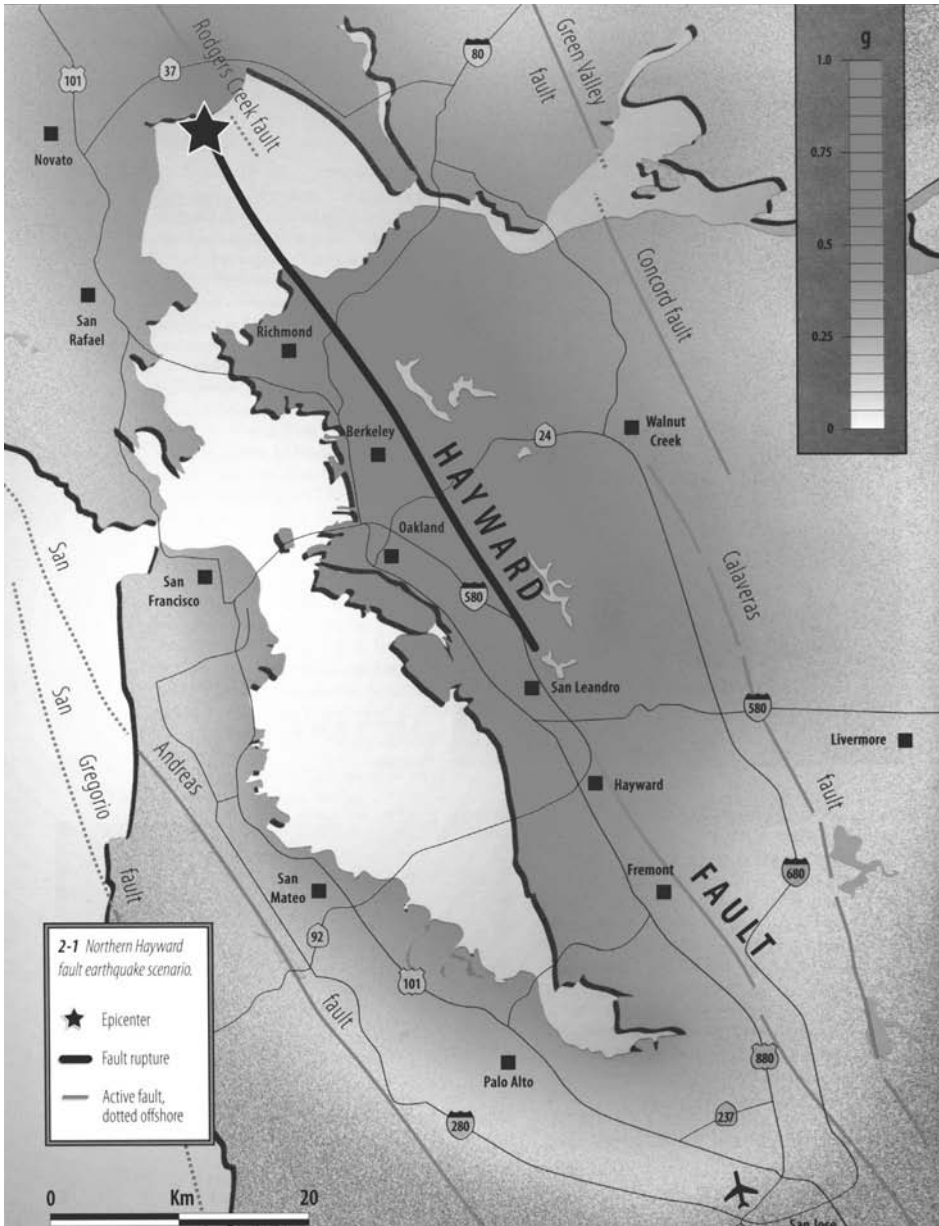 101
37
Rodgers Creek fault
80
Green Valley
fault
g
1.0
0.75
0.5
0.25
0
Novato
Concord fault
San
Rafael
Richmond
Walnut
Creek
24
Berkeley
HAYWARD
Oakland
San
San
Francisco
580
Calaveras
San Leandro
580
Livermore
San
Gregorio
fault
Andreas
fault
Hayward
fault
680
San
Mateo
Fremont
FAULT
92
101
2-1 Northern Hayward
fault earthquake scenario.
Epicenter
Fault rupture
Active fault,
dotted offshore
880
Palo Alto
237
280
0 Km 20